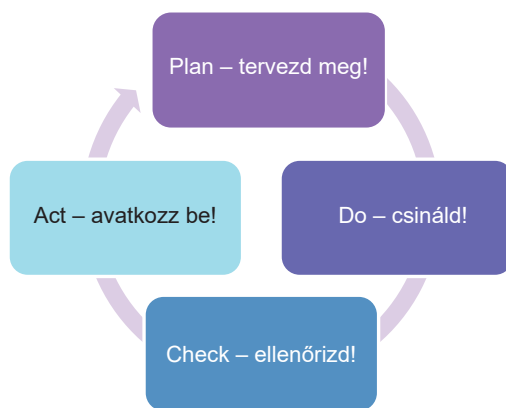 Plan – tervezd meg!
Do – csináld!
Check – ellenőrizd!
Act – avatkozz be!